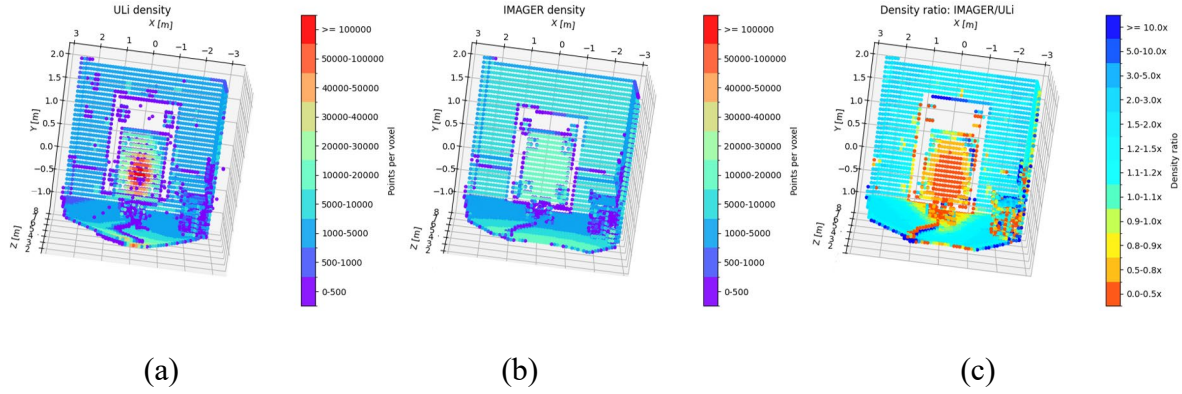 ULi density
X [m]
3 2 1 0 −1 −2 −3
2.0
1.5
1.0
0.5
0.0
−0.5
−1.0
Y [m]
Z [m]
>= 100000
50000-100000
40000-50000
30000-40000
20000-30000
10000-20000
5000-10000
1000-5000
500-1000
0-500
Points per voxel
(a)
IMAGER density
X [m]
3 2 1 0 −1 −2 −3
2.0
1.5
1.0
0.5
0.0
−0.5
−1.0
Y [m]
Z [m]
>= 100000
50000-100000
40000-50000
30000-40000
20000-30000
10000-20000
5000-10000
1000-5000
500-1000
0-500
Points per voxel
(b)
Density ratio: IMAGER/ULi
X [m]
3 2 1 0 −1 −2 −3
2.0
1.5
1.0
0.5
0.0
−0.5
−1.0
Y [m]
Z [m]
>= 10.0x
5.0-10.0x
3.0-5.0x
2.0-3.0x
1.5-2.0x
1.2-1.5x
1.1-1.2x
1.0-1.1x
0.9-1.0x
0.8-0.9x
0.5-0.8x
0.0-0.5x
Density ratio
(c)